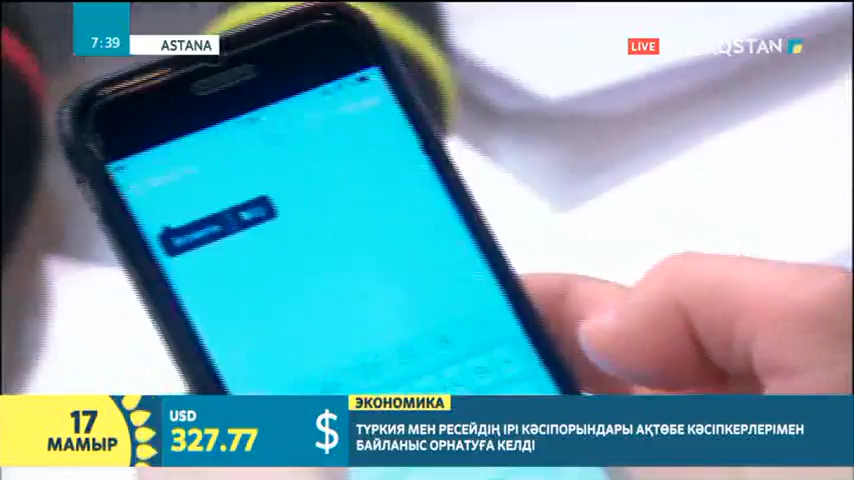 7:39
ASTANA
LIVE
QSTAN
17
МАМЫР
USD
327.77
$
ЭКОНОМИКА
ТҮРКИЯ МЕН РЕСЕЙДІҢ ІРІ КӘСІПОРЫНДАРЫ АҚТӨБЕ КӘСІПКЕРЛЕРІМЕН
БАЙЛАНЫС ОРНАТУҒА КЕЛДІ